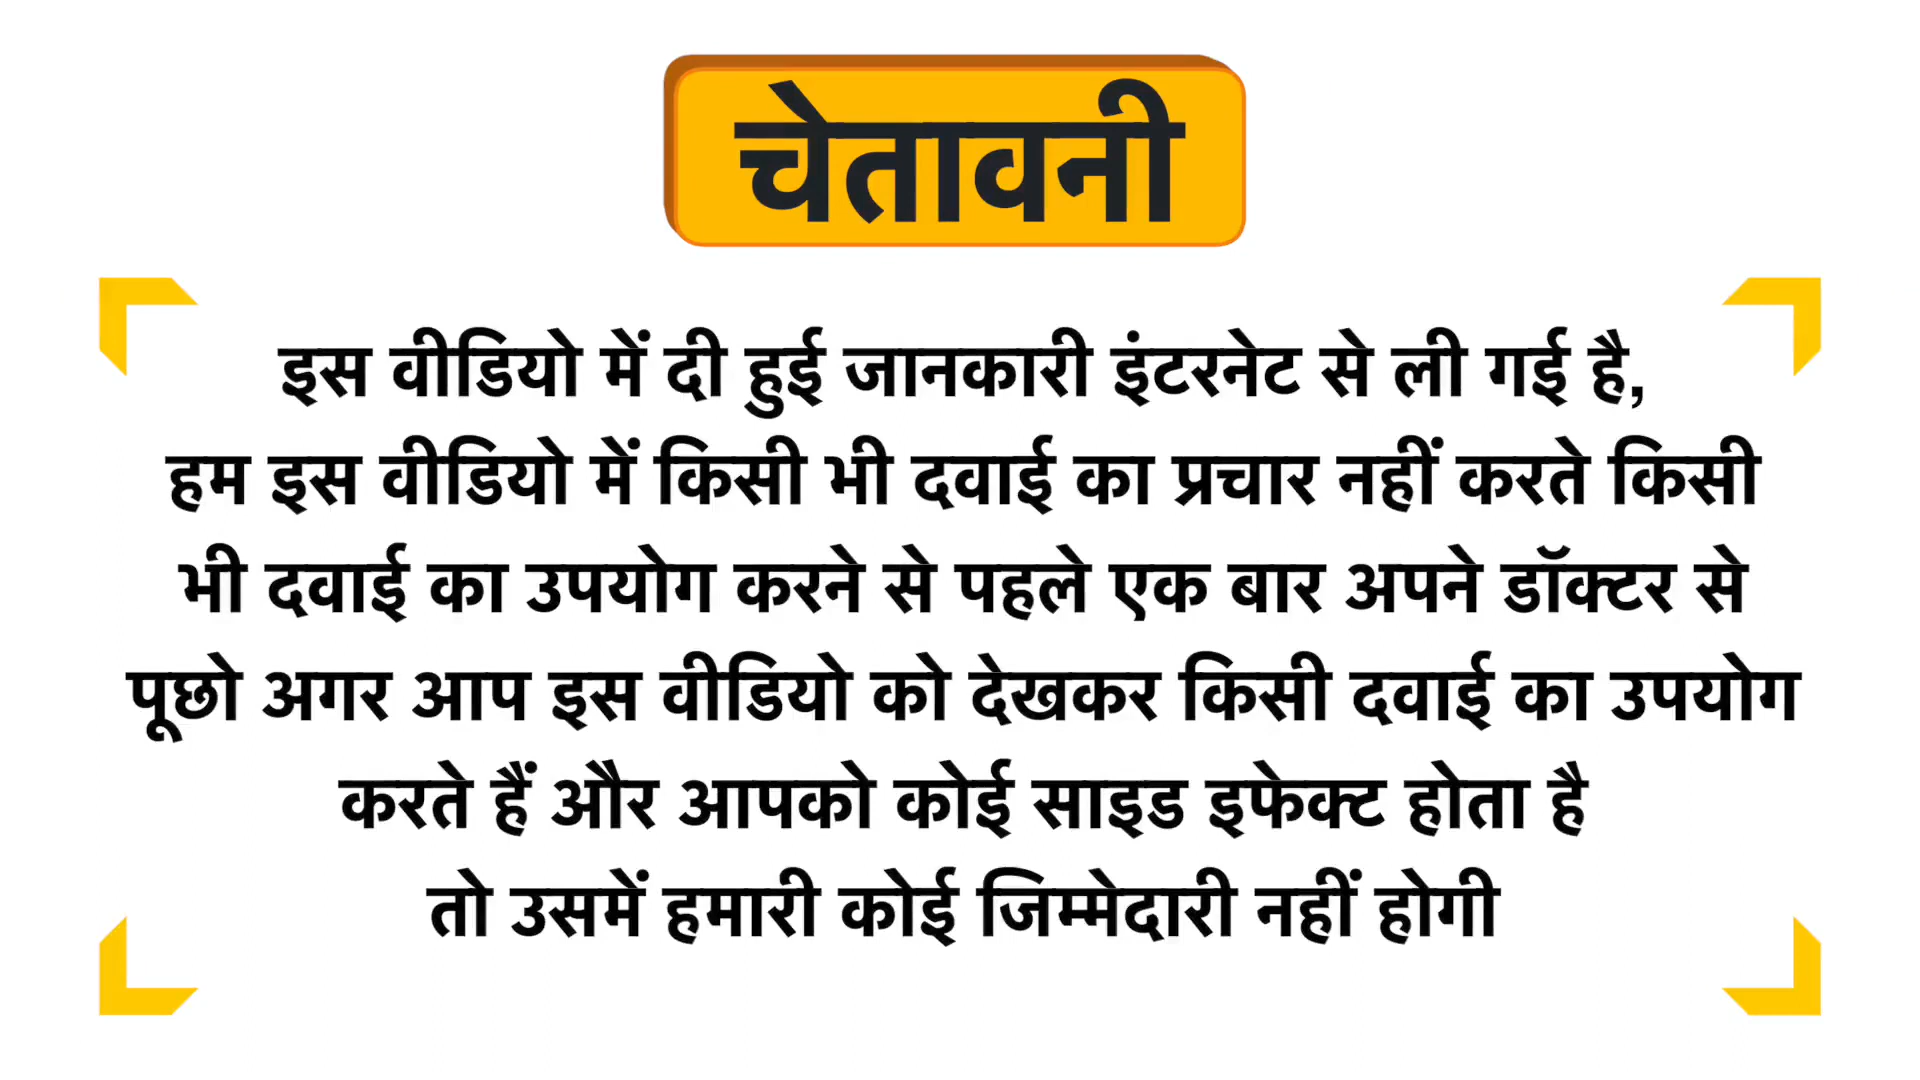 चेतावनी
इस वीडियो में दी हुई जानकारी इंटरनेट से ली गई है,
हम इस वीडियो में किसी भी दवाई का प्रचार नहीं करते किसी
भी दवाई का उपयोग करने से पहले एक बार अपने डॉक्टर से
पूछो अगर आप इस वीडियो को देखकर किसी दवाई का उपयोग
करते हैं और आपको कोई साइड इफेक्ट होता है
तो उसमें हमारी कोई जिम्मेदारी नहीं होगी